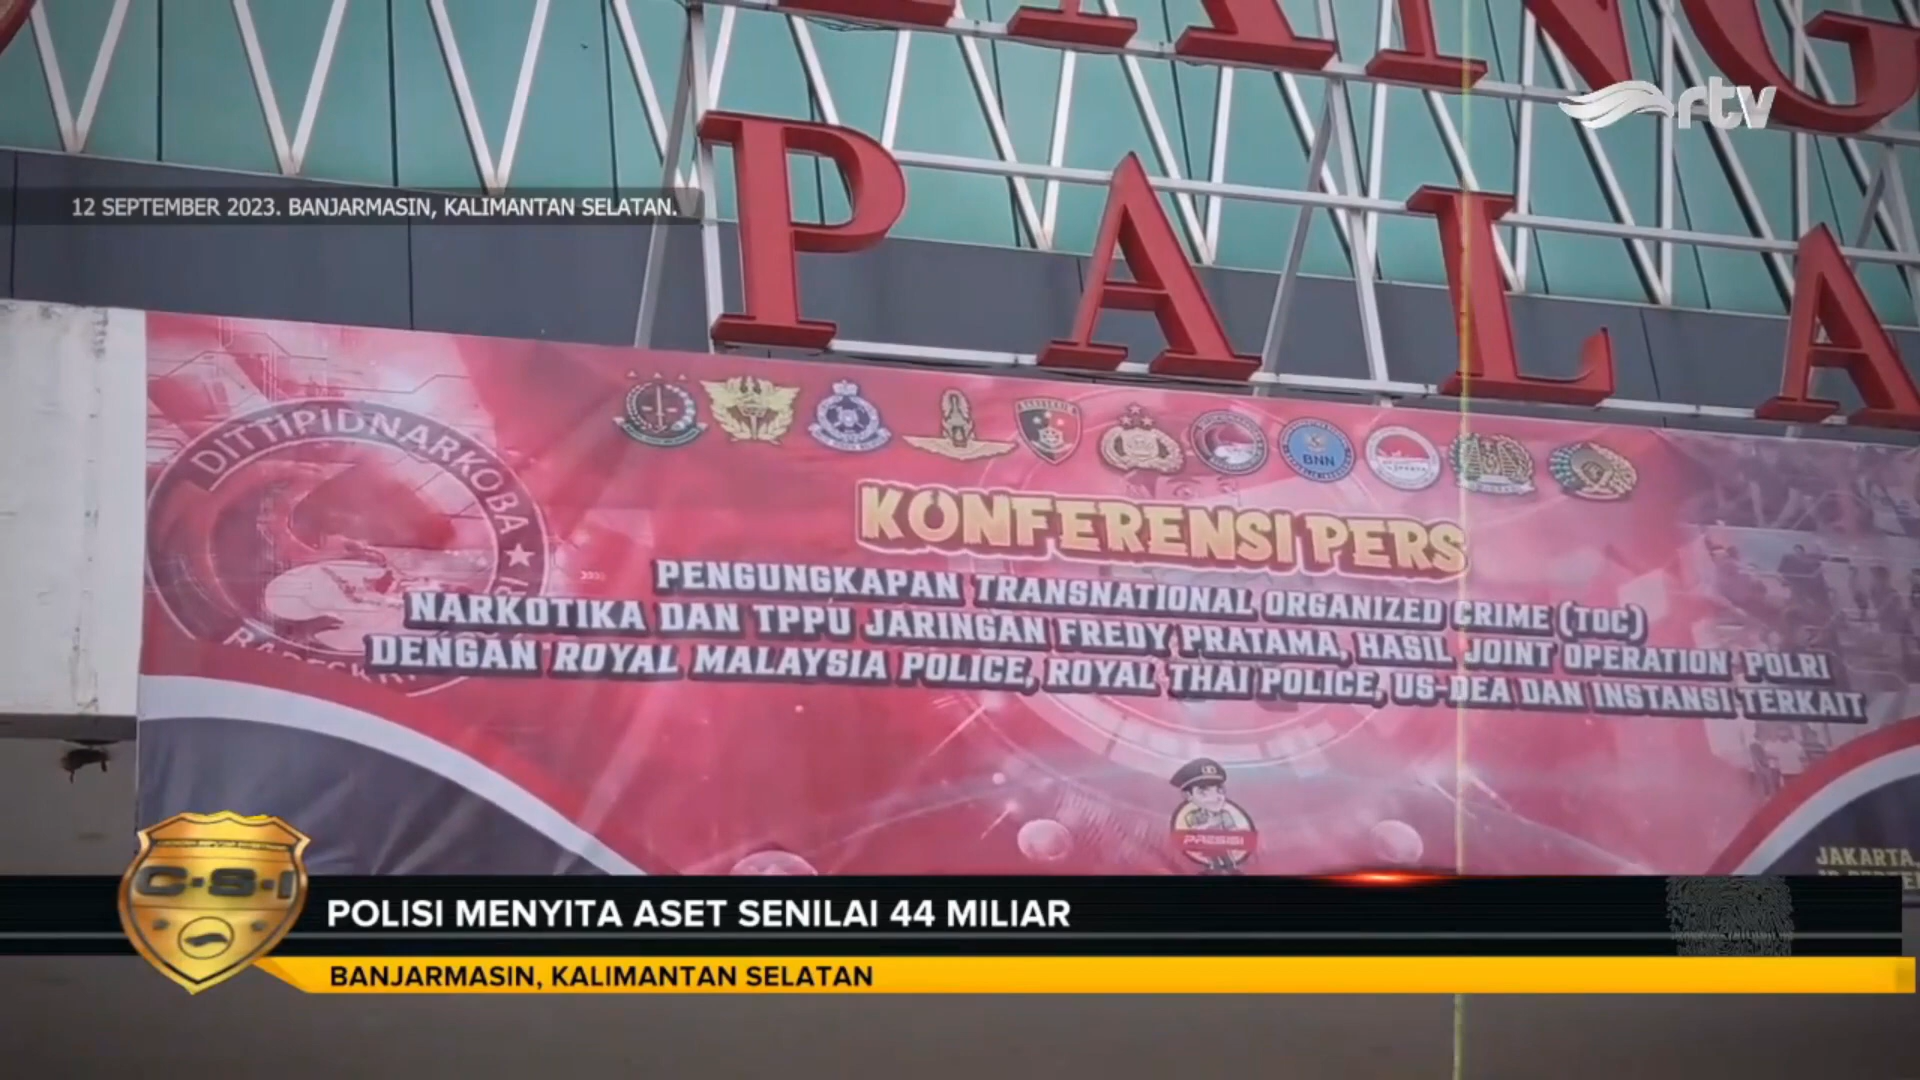 rtv
12 SEPTEMBER 2023. BANJARMASIN, KALIMANTAN SELATAN.
PALA
DITTIPIDNARKOBA
BNN
KONFERENSI PERS
PENGUNGKAPAN TRANSNATIONAL ORGANIZED CRIME (TOC)
NARKOTIKA DAN TPPU JARINGAN FREDY PRATAMA, HASIL JOINT OPERATION POLRI
DENGAN ROYAL MALAYSIA POLICE, ROYAL THAI POLICE, US-DEA DAN INSTANSI TERKAIT
PRESISI
JAKARTA,
C·S·I
POLISI MENYITA ASET SENILAI 44 MILIAR
BANJARMASIN, KALIMANTAN SELATAN